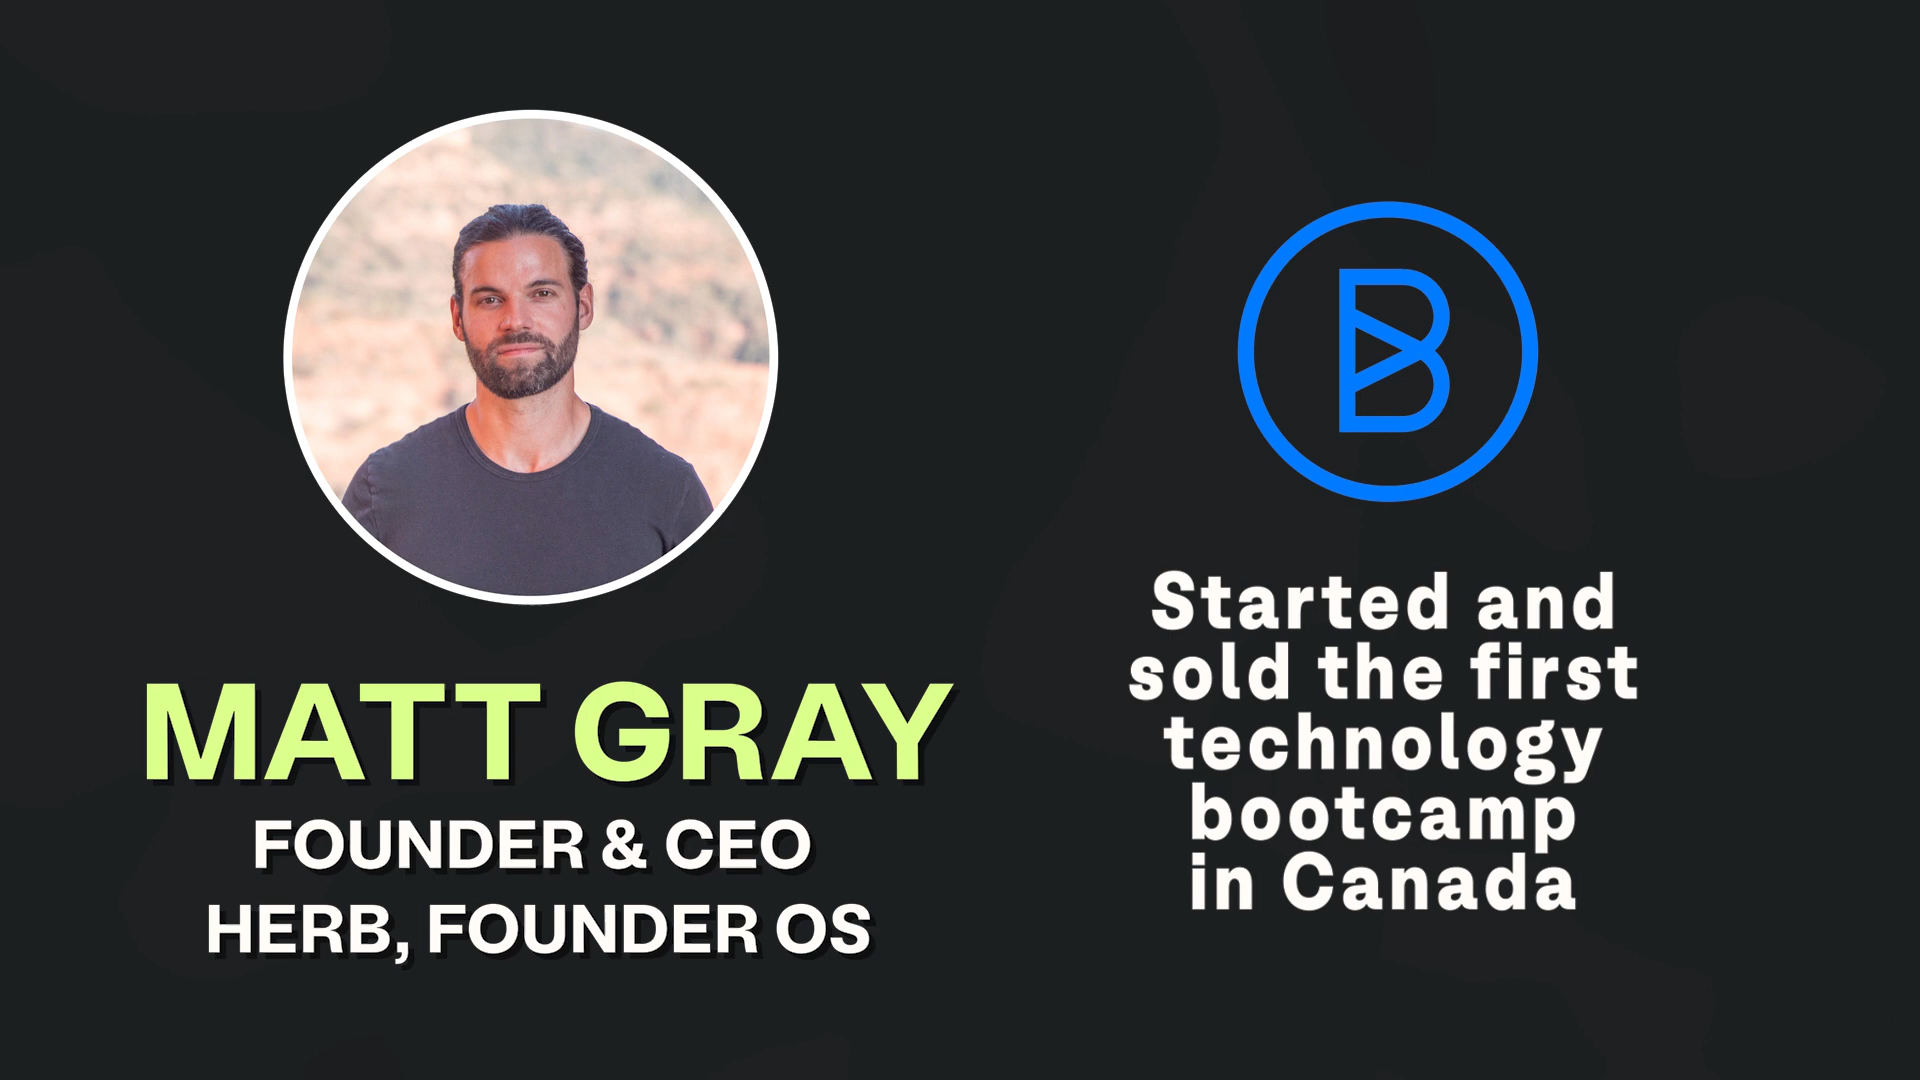 MATT GRAY
FOUNDER & CEO
HERB, FOUNDER OS
B
Started and
sold the first
technology
bootcamp
in Canada